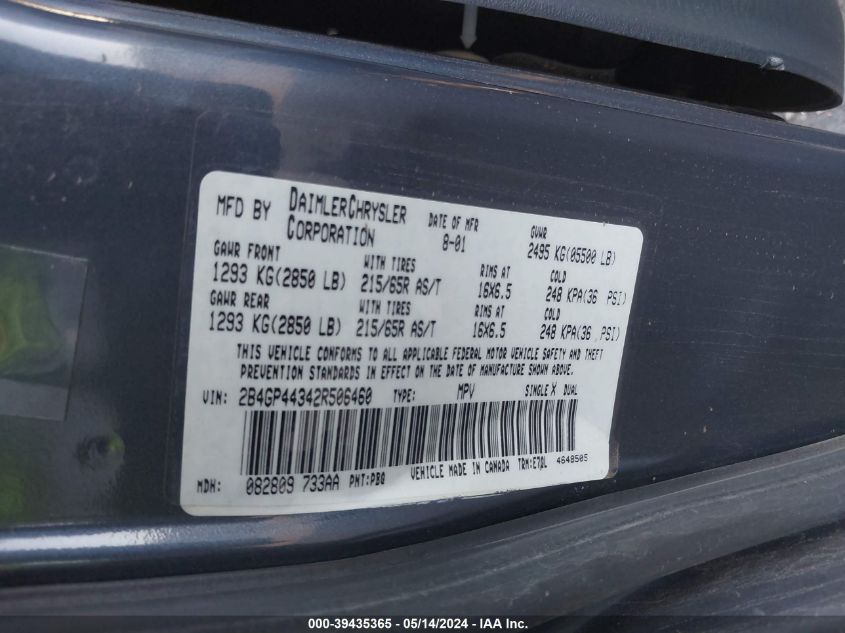 MFD BY DAIMLERCHRYSLER CORPORATION DATE OF MFR 8-01 GVWR 2495 KG(05500 LB)
GAWR FRONT WITH TIRES RIMS AT COLD
1293 KG(2850 LB) 215/65R AS/T 16X6.5 248 KPA(36 PSI)
GAWR REAR WITH TIRES RIMS AT COLD
1293 KG(2850 LB) 215/65R AS/T 16X6.5 248 KPA(36 PSI)
THIS VEHICLE CONFORMS TO ALL APPLICABLE FEDERAL MOTOR VEHICLE SAFETY AND THEFT
PREVENTION STANDARDS IN EFFECT ON THE DATE OF MANUFACTURE SHOWN ABOVE.
VIN: 2B4GP44342R506460 TYPE: MPV SINGLE X DUAL
MDH: 082809 733AA PNT:PBG VEHICLE MADE IN CANADA TRM:E7DL 4648505
000-39435365 - 05/14/2024 - IAA Inc.